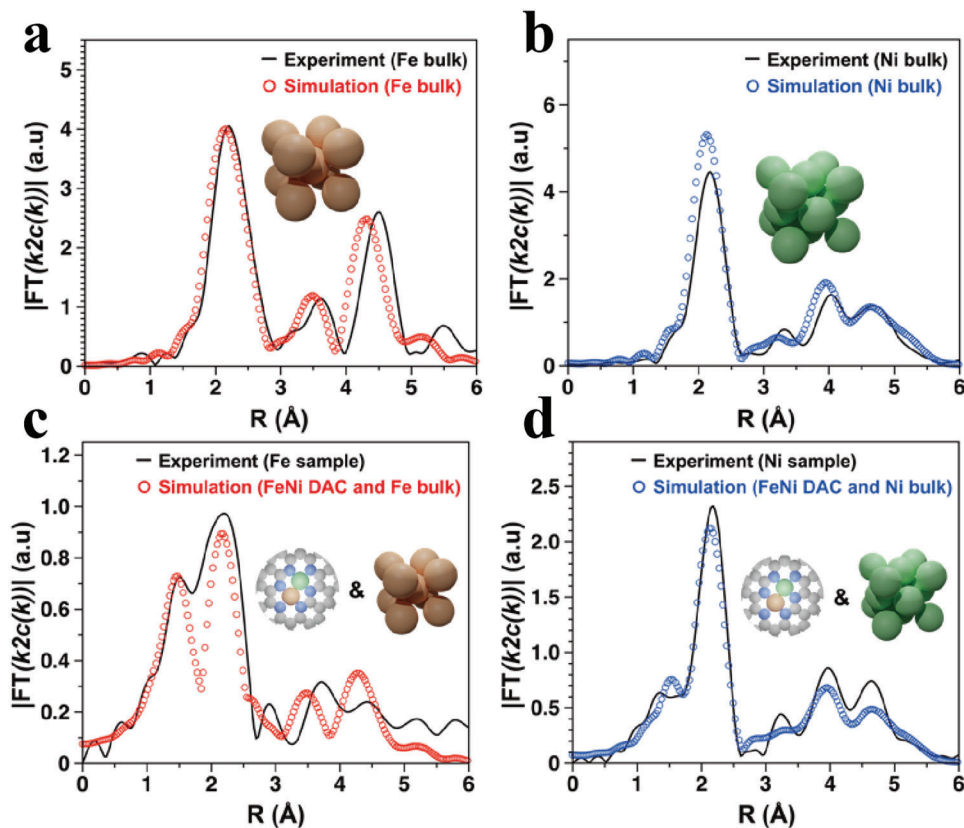 a
Experiment (Fe bulk)
Simulation (Fe bulk)
|FT(k2c(k))| (a.u)
5
4
3
2
1
0
0 1 2 3 4 5 6
R (Å)
b
Experiment (Ni bulk)
Simulation (Ni bulk)
|FT(k2c(k))| (a.u)
6
4
2
0
0 1 2 3 4 5 6
R (Å)
c
Experiment (Fe sample)
Simulation (FeNi DAC and Fe bulk)
&
|FT(k2c(k))| (a.u)
1.2
1.0
0.8
0.6
0.4
0.2
0
0 1 2 3 4 5 6
R (Å)
d
Experiment (Ni sample)
Simulation (FeNi DAC and Ni bulk)
&
|FT(k2c(k))| (a.u)
2.5
2.0
1.5
1.0
0.5
0
0 1 2 3 4 5 6
R (Å)